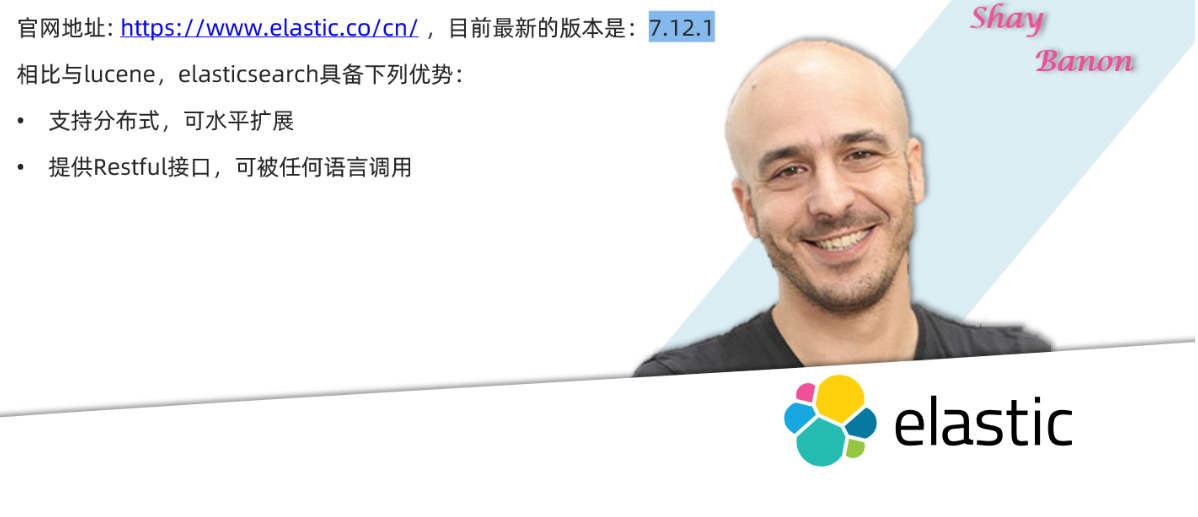 官网地址: https://www.elastic.co/cn/ ，目前最新的版本是：7.12.1
相比与lucene，elasticsearch具备下列优势：
• 支持分布式，可水平扩展
• 提供Restful接口，可被任何语言调用
Shay
Banon
elastic